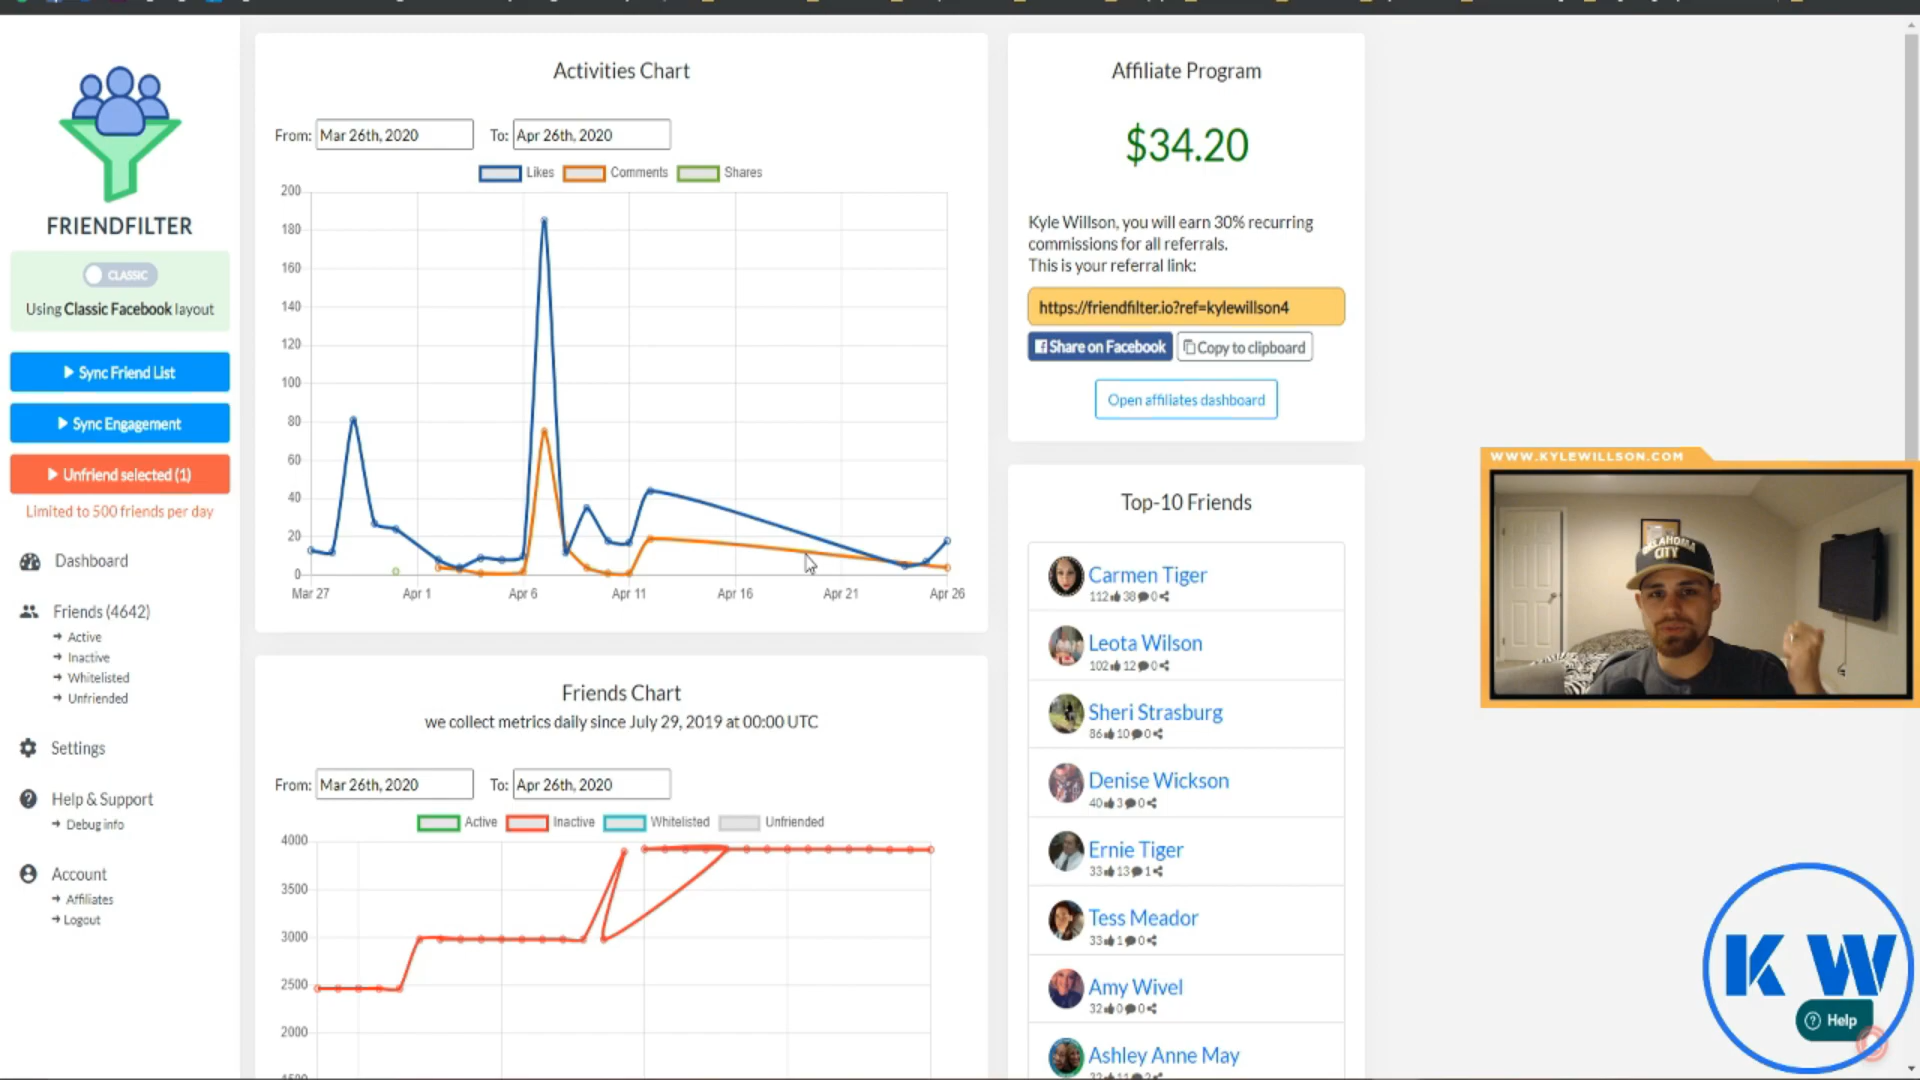 FRIENDFILTER
CLASSIC
Using Classic Facebook layout
Sync Friend List
Sync Engagement
Unfriend selected (1)
Limited to 500 friends per day
Dashboard
Friends (4642)
Active
Inactive
Whitelisted
Unfriended
Settings
Help & Support
Debug info
Account
Affiliates
Logout
Activities Chart
From: Mar 26th, 2020 To: Apr 26th, 2020
Likes Comments Shares
200
180
160
140
120
100
80
60
40
20
0
Mar 27 Apr 1 Apr 6 Apr 11 Apr 16 Apr 21 Apr 26
Friends Chart
we collect metrics daily since July 29, 2019 at 00:00 UTC
From: Mar 26th, 2020 To: Apr 26th, 2020
Active Inactive Whitelisted Unfriended
4000
3500
3000
2500
2000
Affiliate Program
$34.20
Kyle Willson, you will earn 30% recurring
commissions for all referrals.
This is your referral link:
https://friendfilter.io?ref=kylewillson4
Share on Facebook Copy to clipboard
Open affiliates dashboard
Top-10 Friends
Carmen Tiger
112 38 0
Leota Wilson
102 12 0
Sheri Strasburg
86 10 0
Denise Wickson
40 3 0
Ernie Tiger
33 13 1
Tess Meador
33 1 0
Amy Wivel
32 0 0
Ashley Anne May
WWW.KYLEWILLSON.COM
OKLAHOMA
CITY
KW
Help